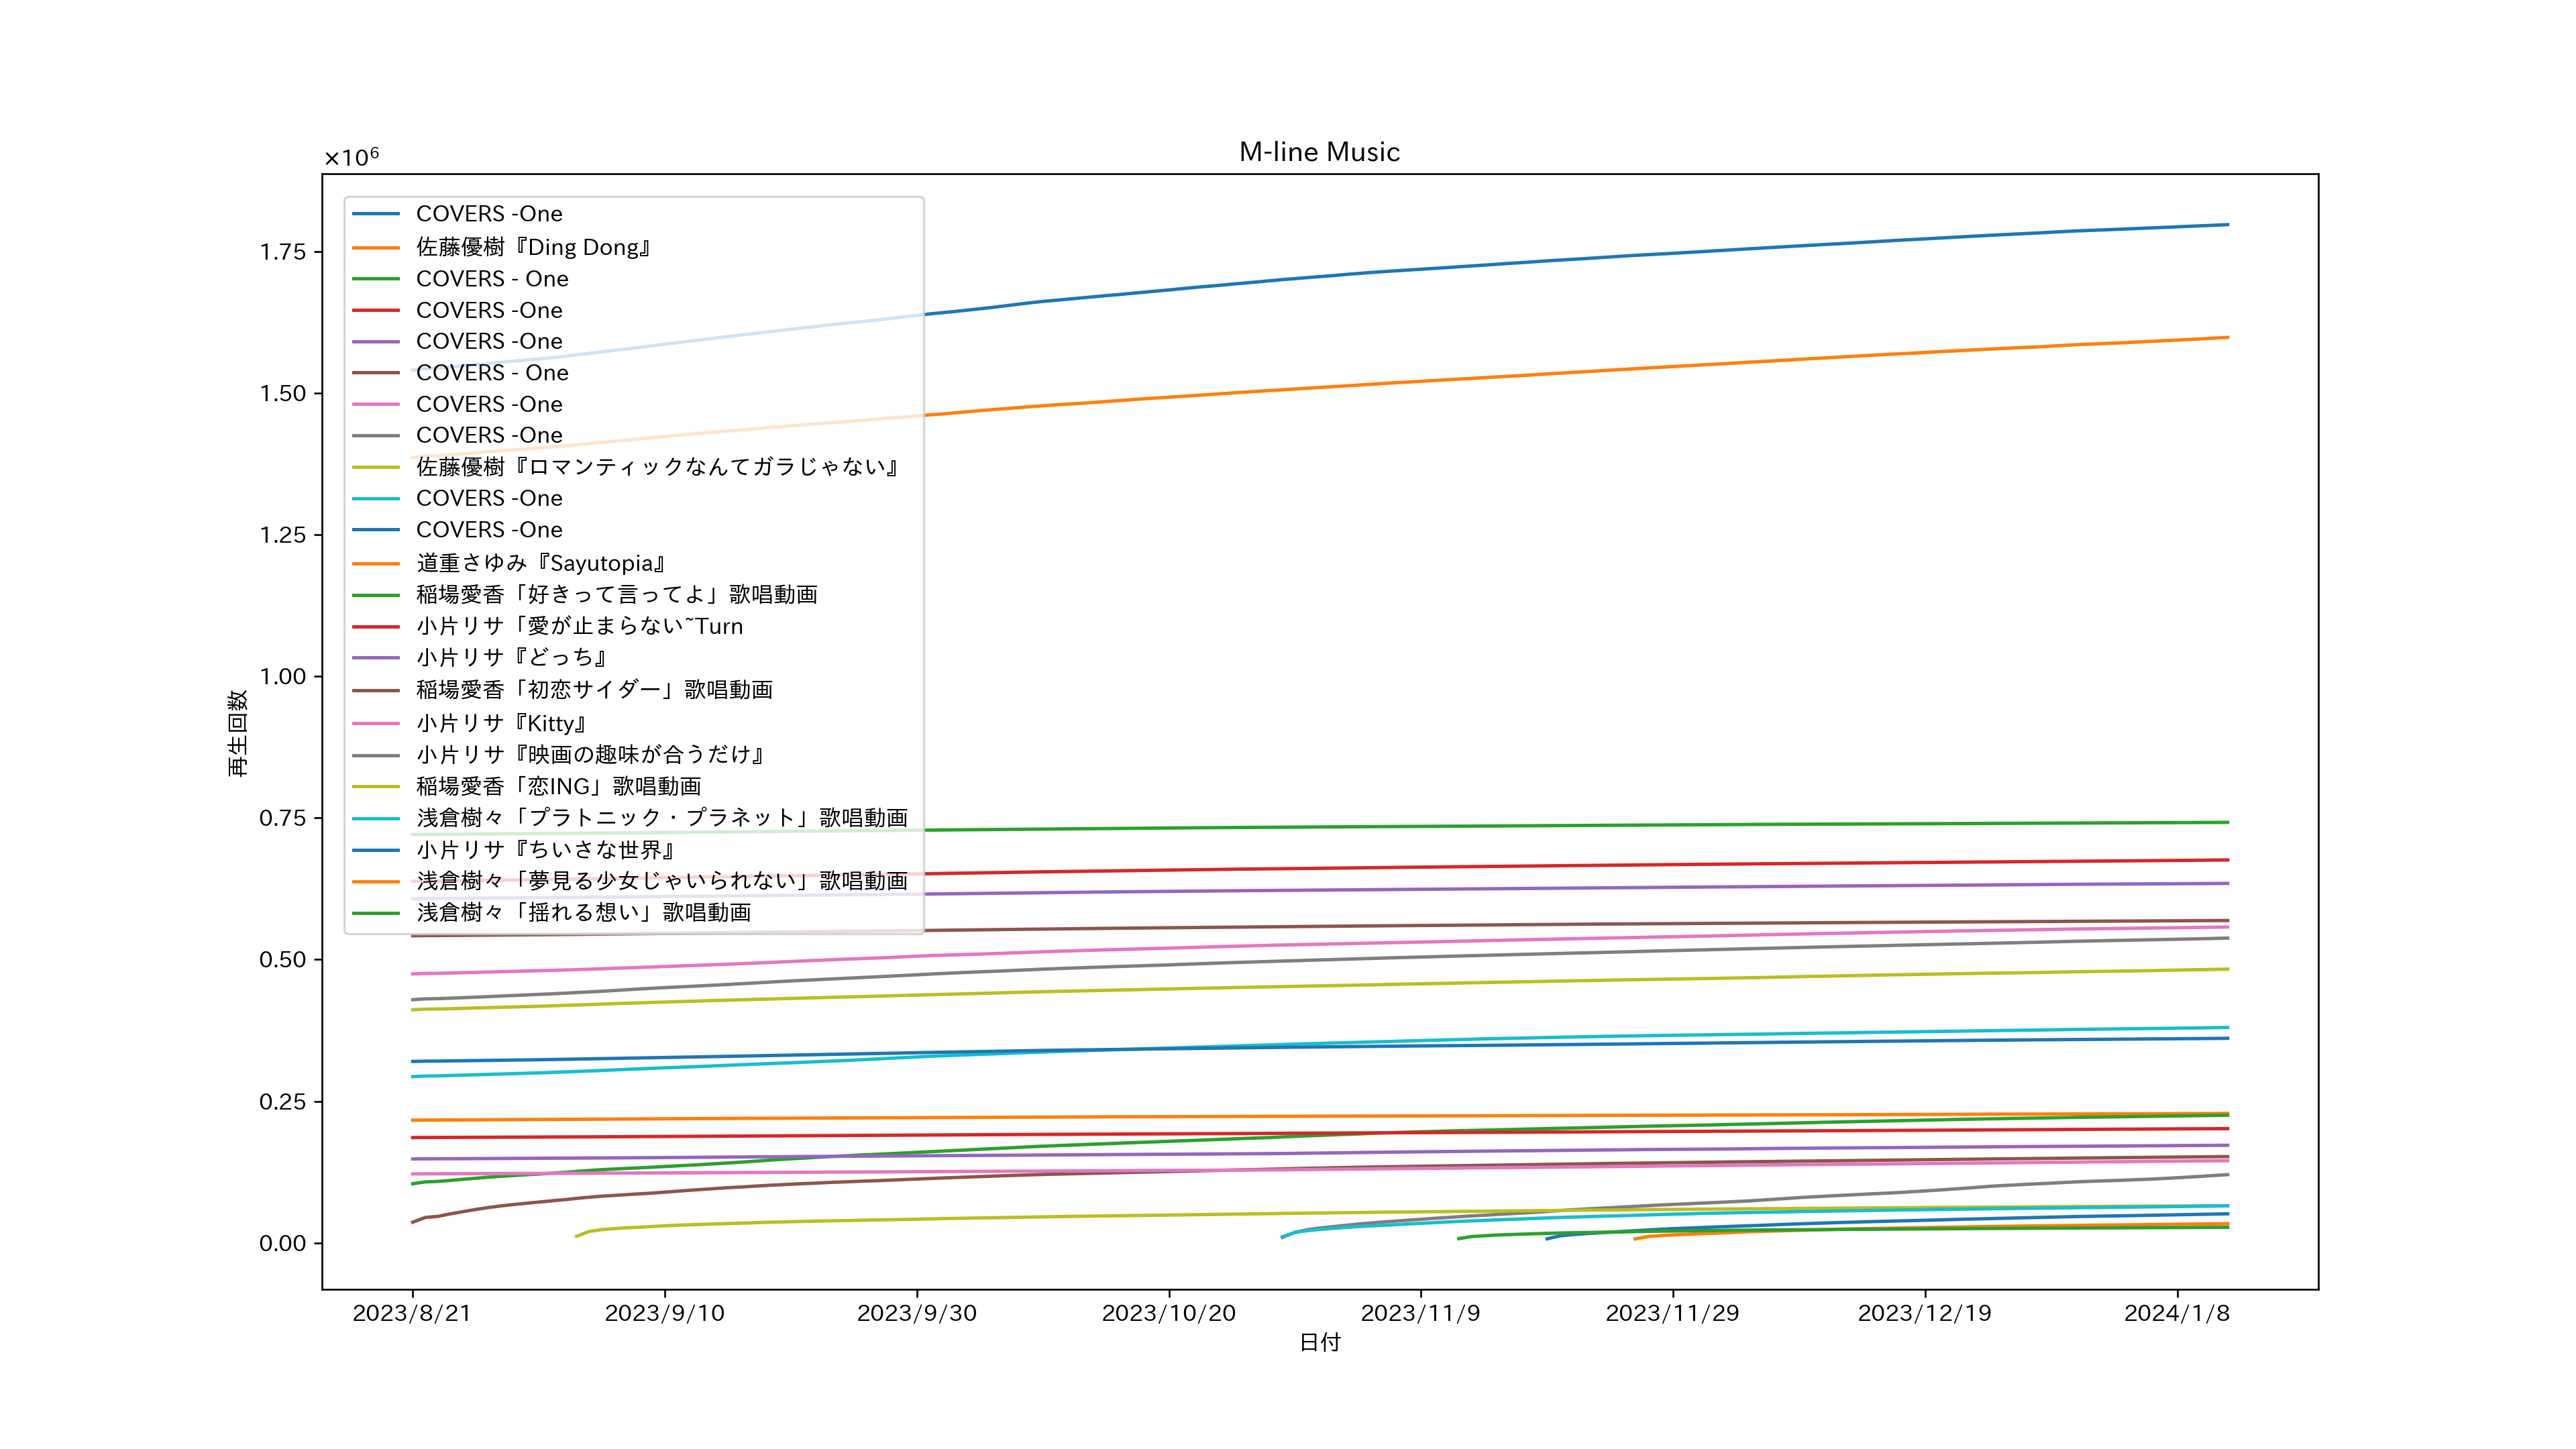 M-line Music
×10⁶
1.75
1.50
1.25
1.00
0.75
0.50
0.25
0.00
再生回数
COVERS -One
佐藤優樹『Ding Dong』
COVERS - One
COVERS -One
COVERS -One
COVERS - One
COVERS -One
COVERS -One
佐藤優樹『ロマンティックなんてガラじゃない』
COVERS -One
COVERS -One
道重さゆみ『Sayutopia』
稲場愛香「好きって言ってよ」歌唱動画
小片リサ「愛が止まらない~Turn
小片リサ『どっち』
稲場愛香「初恋サイダー」歌唱動画
小片リサ『Kitty』
小片リサ『映画の趣味が合うだけ』
稲場愛香「恋ING」歌唱動画
浅倉樹々「プラトニック・プラネット」歌唱動画
小片リサ『ちいさな世界』
浅倉樹々「夢見る少女じゃいられない」歌唱動画
浅倉樹々「揺れる想い」歌唱動画
2023/8/21 2023/9/10 2023/9/30 2023/10/20 2023/11/9 2023/11/29 2023/12/19 2024/1/8
日付